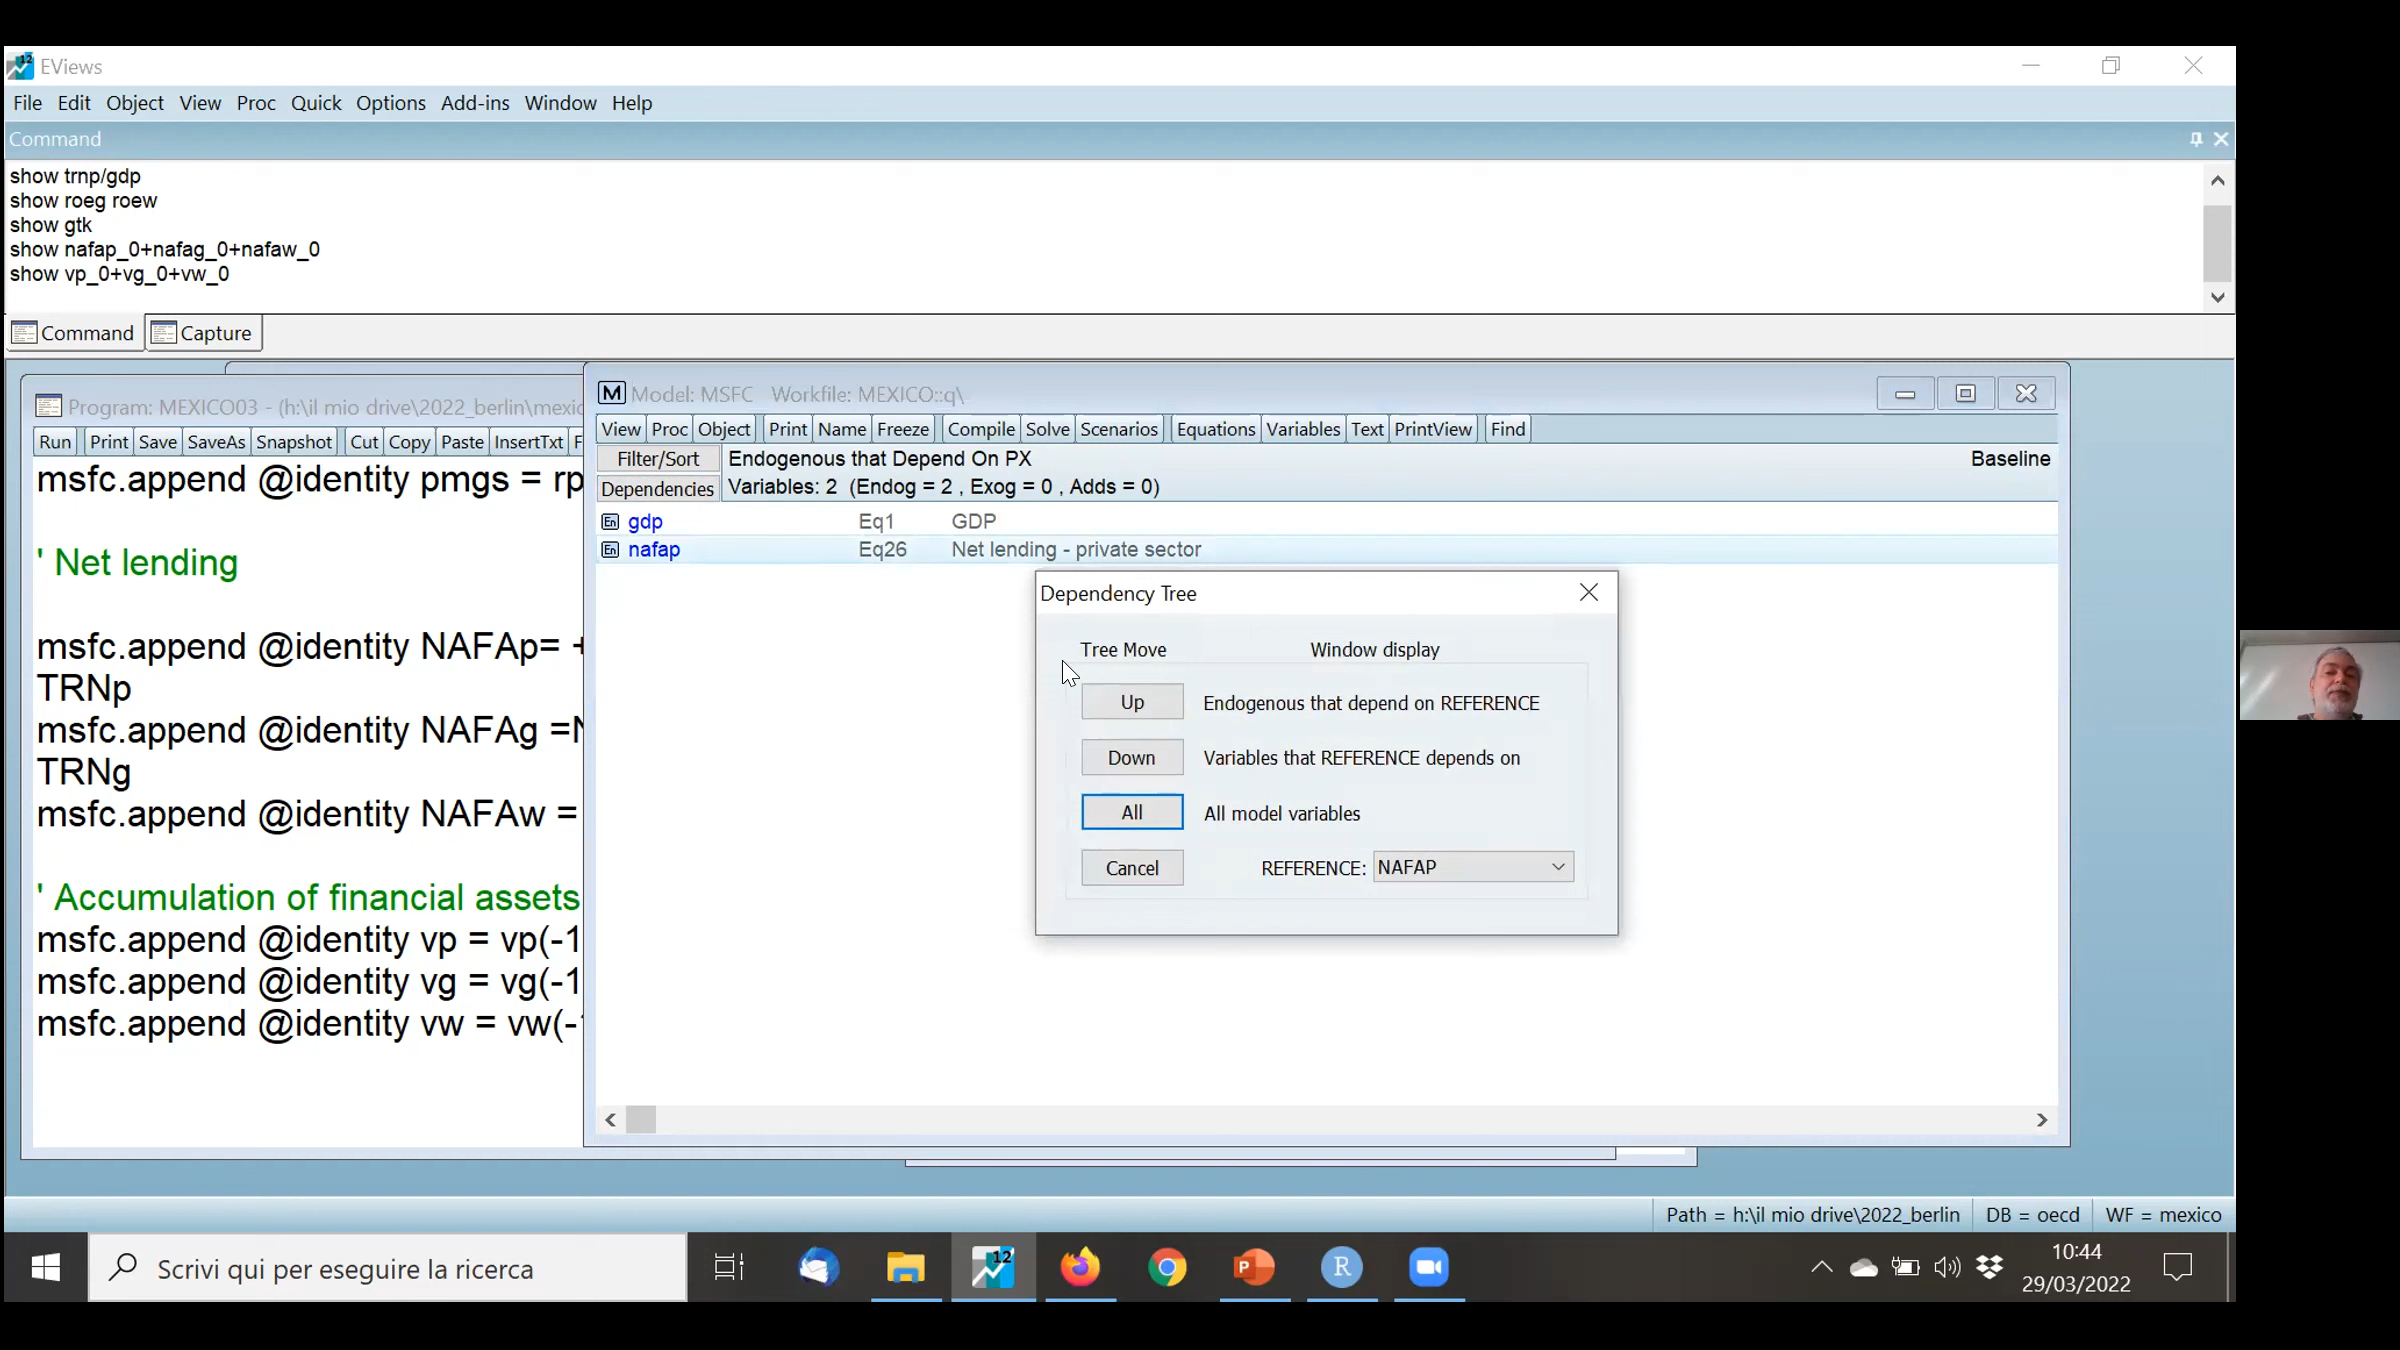 EViews
File Edit Object View Proc Quick Options Add-ins Window Help
Command
show trnp/gdp
show roeg roew
show gtk
show nafap_0+nafag_0+nafaw_0
show vp_0+vg_0+vw_0
Command Capture
Program: MEXICO03 - (h:\il mio drive\2022_berlin\mexic
Run Print Save SaveAs Snapshot Cut Copy Paste InsertTxt F
msfc.append @identity pmgs = rp
' Net lending
msfc.append @identity NAFAp= +
TRNp
msfc.append @identity NAFAg =N
TRNg
msfc.append @identity NAFAw =
' Accumulation of financial assets
msfc.append @identity vp = vp(-1
msfc.append @identity vg = vg(-1
msfc.append @identity vw = vw(-1
M Model: MSFC Workfile: MEXICO::q\
View Proc Object Print Name Freeze Compile Solve Scenarios Equations Variables Text PrintView Find
Filter/Sort Endogenous that Depend On PX Baseline
Dependencies Variables: 2 (Endog = 2 , Exog = 0 , Adds = 0)
En gdp Eq1 GDP
En nafap Eq26 Net lending - private sector
Dependency Tree
Tree Move Window display
Up Endogenous that depend on REFERENCE
Down Variables that REFERENCE depends on
All All model variables
Cancel REFERENCE: NAFAP
Path = h:\il mio drive\2022_berlin DB = oecd WF = mexico
Scrivi qui per eseguire la ricerca
12
P
R
10:44
29/03/2022